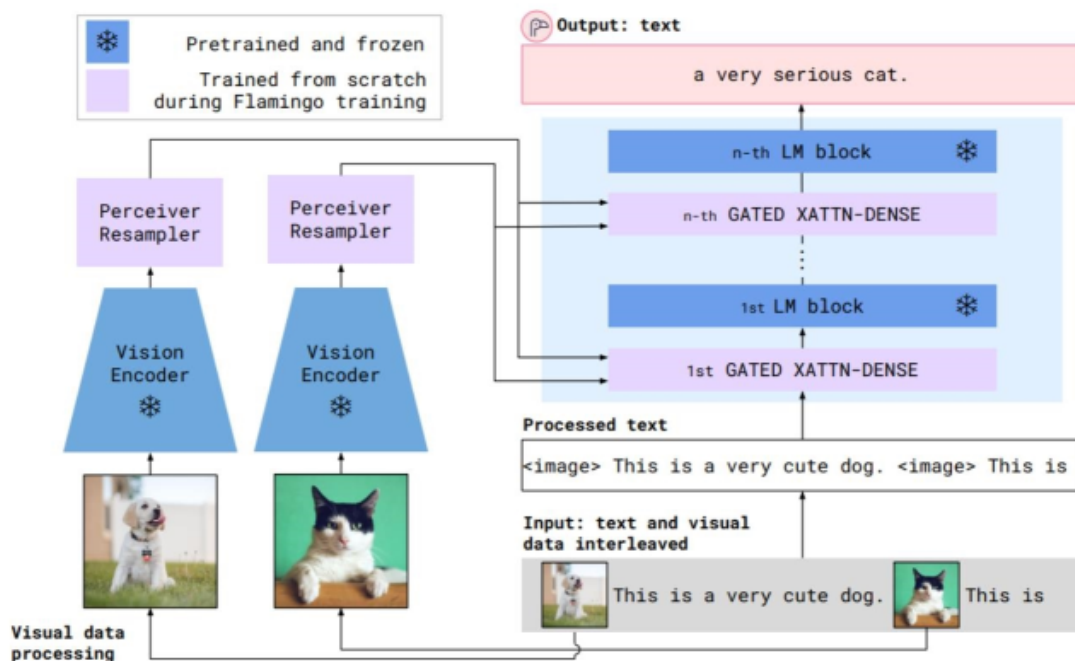 Pretrained and frozen
Trained from scratch
during Flamingo training
Output: text
a very serious cat.
n-th LM block
n-th GATED XATTN-DENSE
1st LM block
1st GATED XATTN-DENSE
Perceiver
Resampler
Perceiver
Resampler
Vision
Encoder
Vision
Encoder
Processed text
<image> This is a very cute dog. <image> This is
Input: text and visual
data interleaved
This is a very cute dog. This is
Visual data
processing